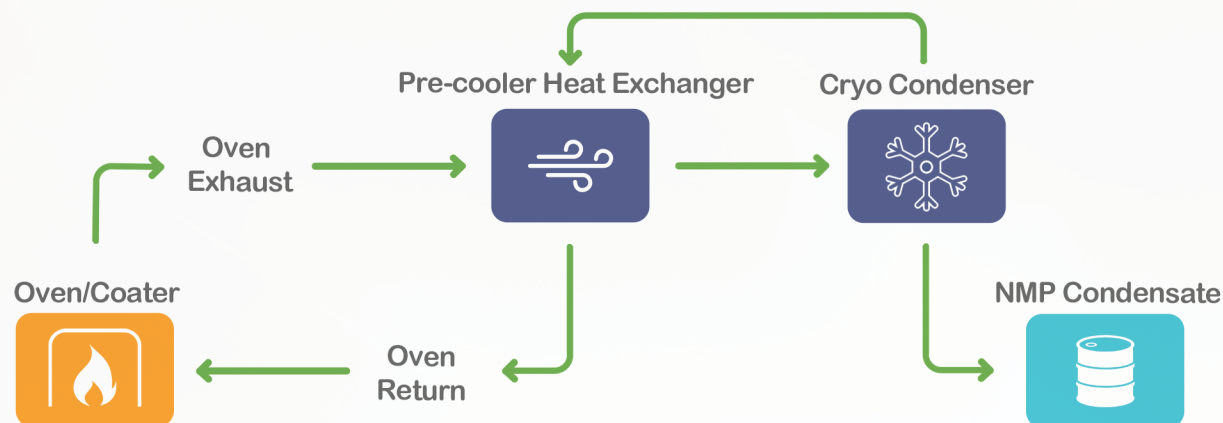 Pre-cooler Heat Exchanger
Cryo Condenser
Oven
Exhaust
Oven/Coater
NMP Condensate
Oven
Return